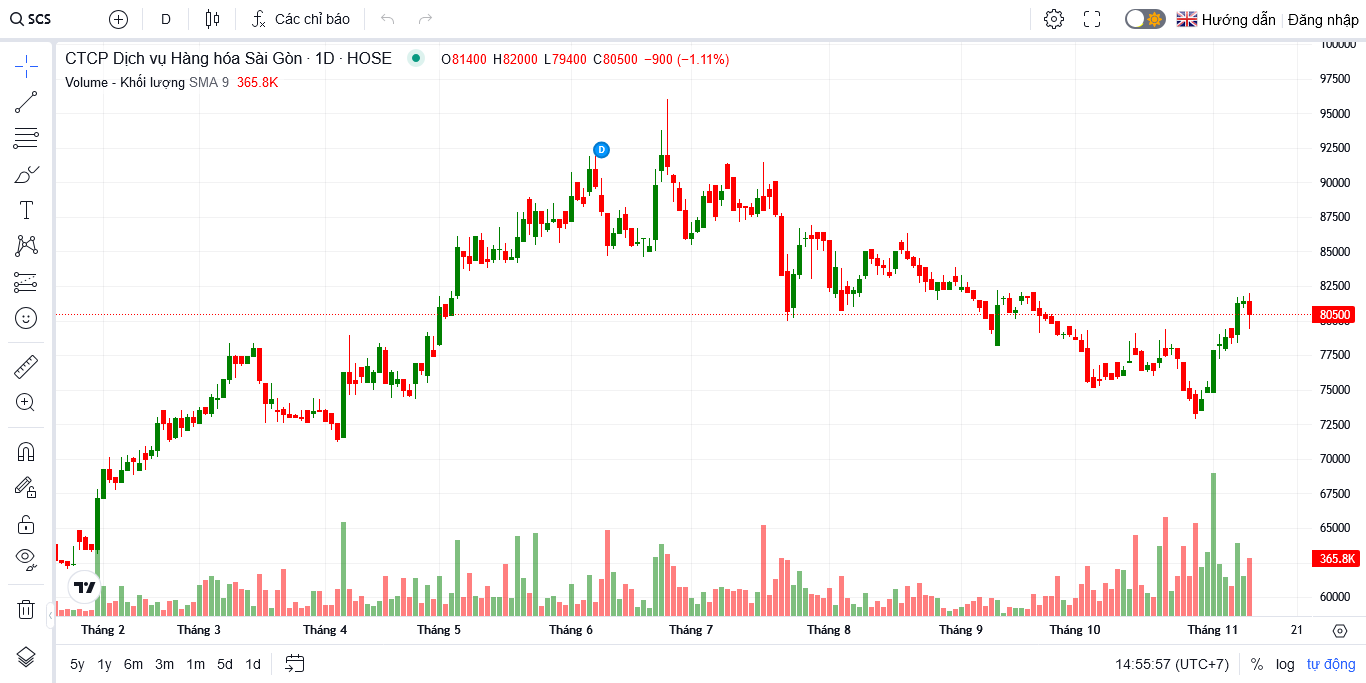 SCS D Các chỉ báo Hướng dẫn Đăng nhập
CTCP Dịch vụ Hàng hóa Sài Gòn · 1D · HOSE O81400 H82000 L79400 C80500 −900 (−1.11%)
Volume - Khối lượng SMA 9 365.8K
D
100000
97500
95000
92500
90000
87500
85000
82500
80500
80000
77500
75000
72500
70000
67500
65000
365.8K
60000
Tháng 2 Tháng 3 Tháng 4 Tháng 5 Tháng 6 Tháng 7 Tháng 8 Tháng 9 Tháng 10 Tháng 11 21
5y 1y 6m 3m 1m 5d 1d 14:55:57 (UTC+7) % log tự động